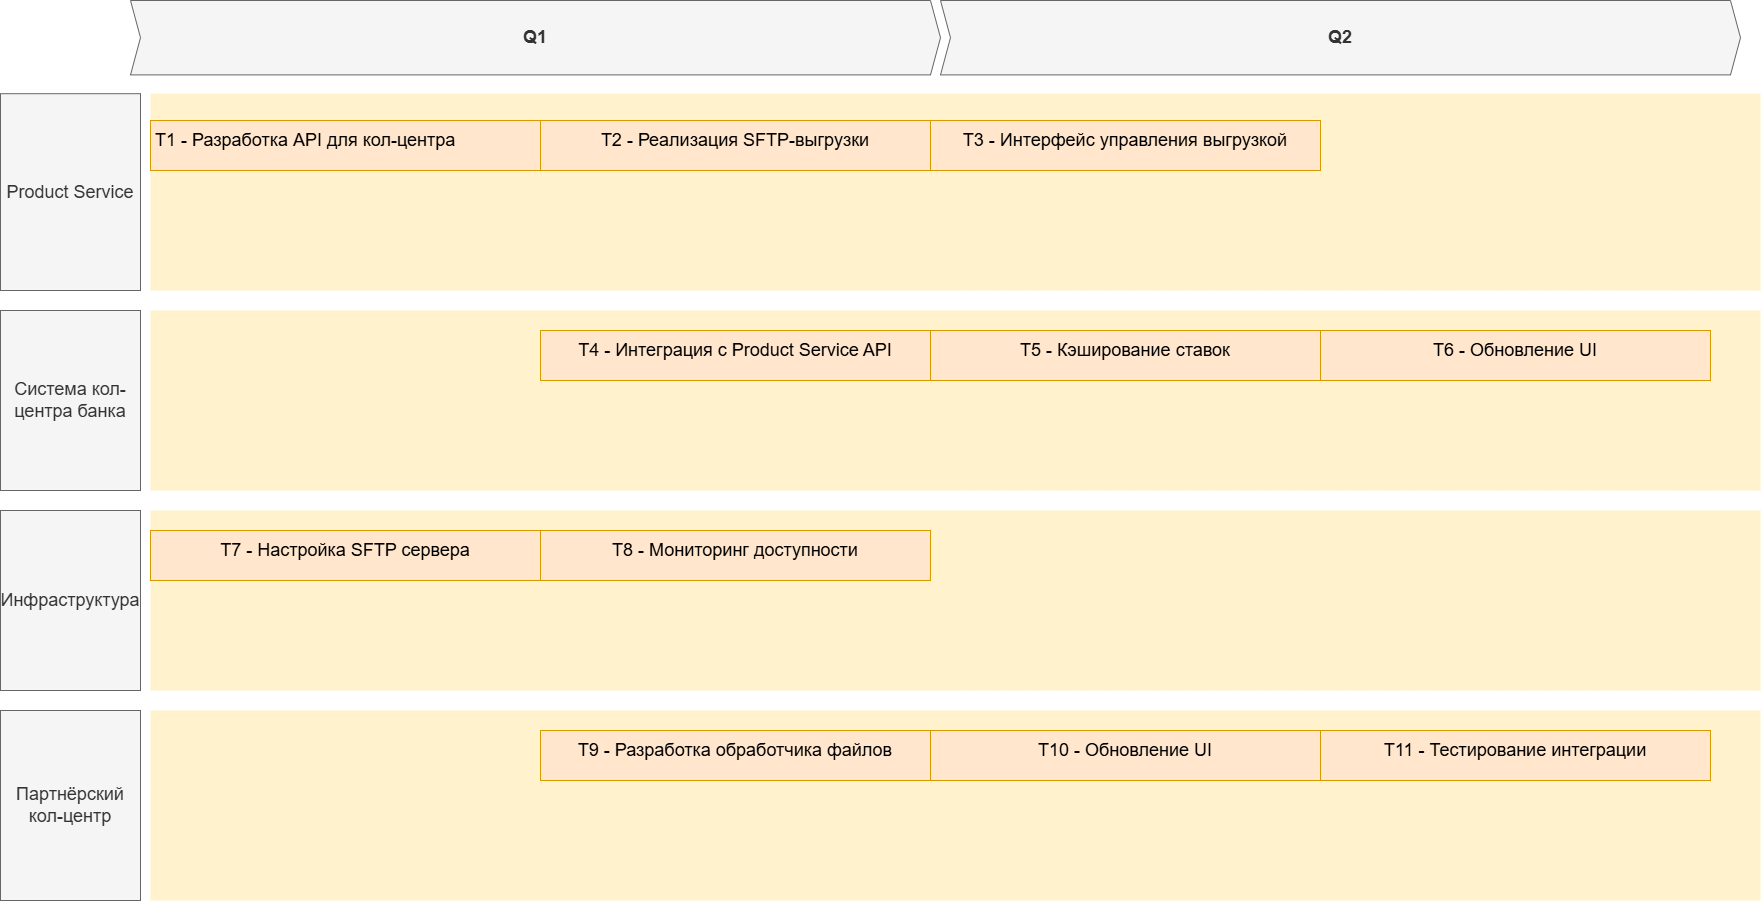 Q1
Q2
Product Service
T1 - Разработка API для кол-центра
T2 - Реализация SFTP-выгрузки
T3 - Интерфейс управления выгрузкой
Система кол-
центра банка
T4 - Интеграция с Product Service API
T5 - Кэширование ставок
T6 - Обновление UI
Инфраструктура
T7 - Настройка SFTP сервера
T8 - Мониторинг доступности
Партнёрский
кол-центр
T9 - Разработка обработчика файлов
T10 - Обновление UI
T11 - Тестирование интеграции